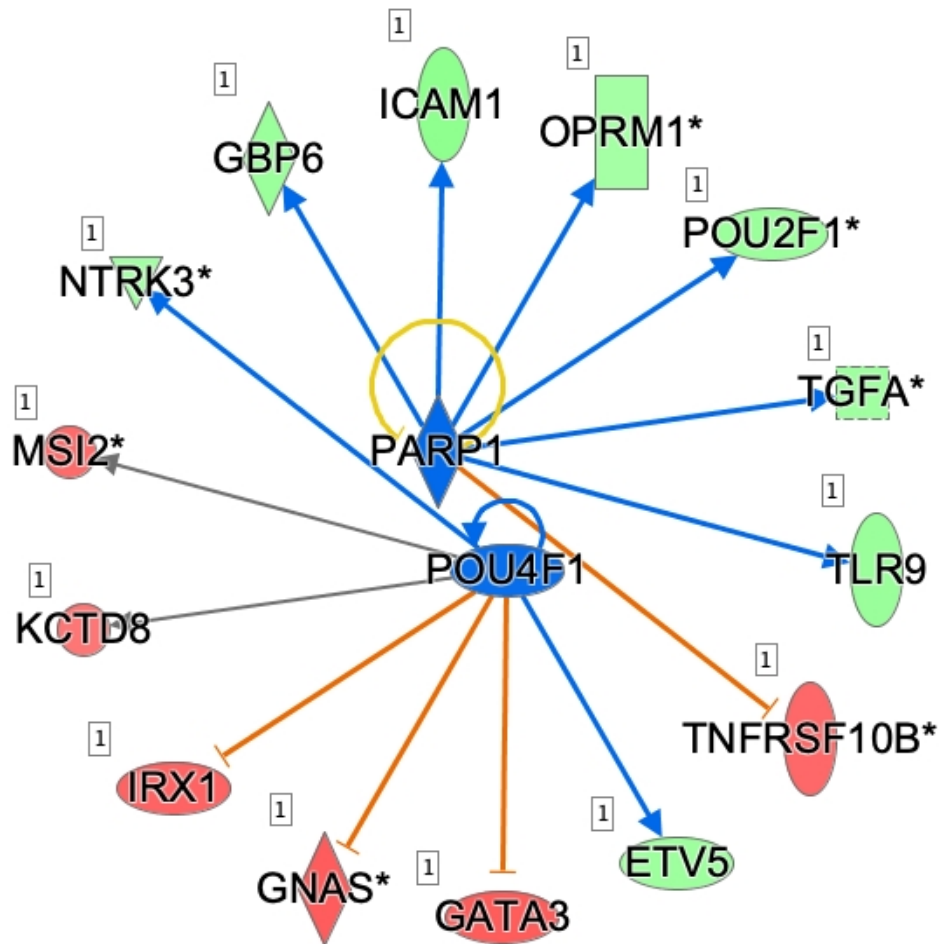 1
ICAM1
1
OPRM1*
1
GBP6
1
POU2F1*
1
NTRK3*
1
TGFA*
1
MSI2*
PARP1
1
TLR9
POU4F1
1
KCTD8
1
TNFRSF10B*
1
IRX1
1
GNAS*
1
GATA3
1
ETV5